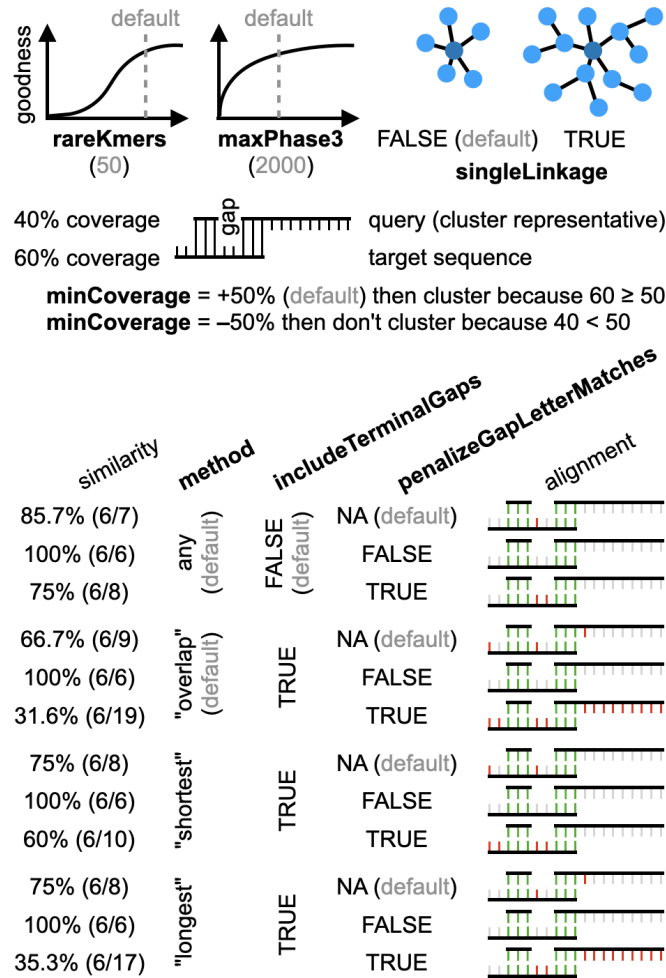 default
default
goodness
rareKmers
maxPhase3
FALSE (default) TRUE
(50)
(2000)
singleLinkage
40% coverage
gap
query (cluster representative)
60% coverage
target sequence
minCoverage = +50% (default) then cluster because 60 ≥ 50
minCoverage = –50% then don't cluster because 40 < 50
similarity
method
includeTerminalGaps
penalizeGapLetterMatches
alignment
85.7% (6/7)
NA (default)
100% (6/6)
any
(default)
FALSE
(default)
FALSE
75% (6/8)
TRUE
66.7% (6/9)
NA (default)
100% (6/6)
"overlap"
(default)
TRUE
FALSE
31.6% (6/19)
TRUE
75% (6/8)
NA (default)
100% (6/6)
"shortest"
TRUE
FALSE
60% (6/10)
TRUE
75% (6/8)
NA (default)
100% (6/6)
"longest"
TRUE
FALSE
35.3% (6/17)
TRUE